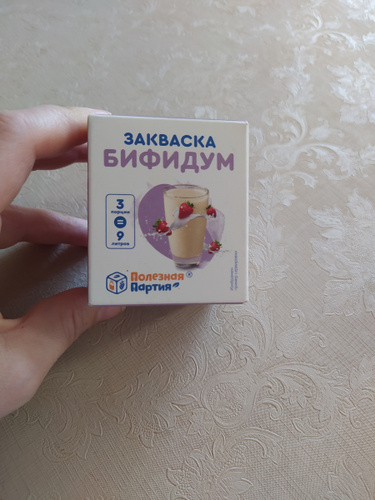 ЗАКВАСКА
БИФИДУМ
3
порции
=
9
литров
Полезная
Партия